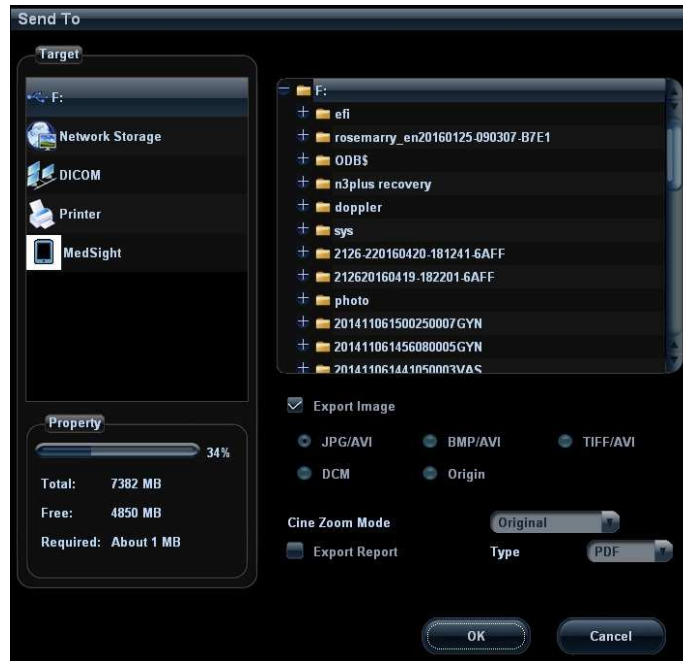 Send To
Target
F:
Network Storage
DICOM
Printer
MedSight
F:
efi
rosemarry_en20160125-090307-B7E1
ODB$
n3plus recovery
doppler
sys
2126-220160420-181241-6AFF
212620160419-182201-6AFF
photo
201411061500250007GYN
201411061456080005GYN
201411061441050003VAS
Property
34%
Total: 7382 MB
Free: 4850 MB
Required: About 1 MB
Export Image
JPG/AVI BMP/AVI TIFF/AVI
DCM Origin
Cine Zoom Mode Original
Export Report Type PDF
OK Cancel